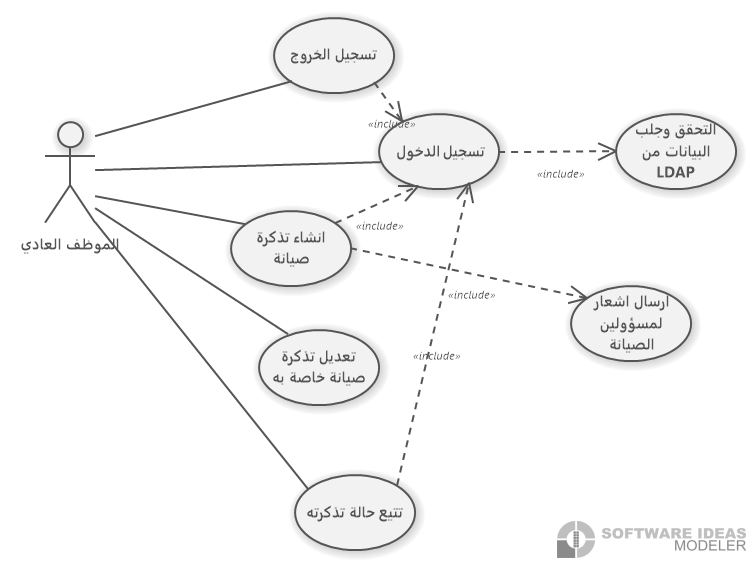 تسجيل الخروج
«include»
تسجيل الدخول
«include»
التحقق وجلب
البيانات من
LDAP
الموظف العادي
انشاء تذكرة
صيانة
«include»
«include»
ارسال اشعار
لمسؤولين
الصيانة
تعديل تذكرة
صيانة خاصة به
«include»
تتبع حالة تذكرته
SOFTWARE IDEAS
MODELER